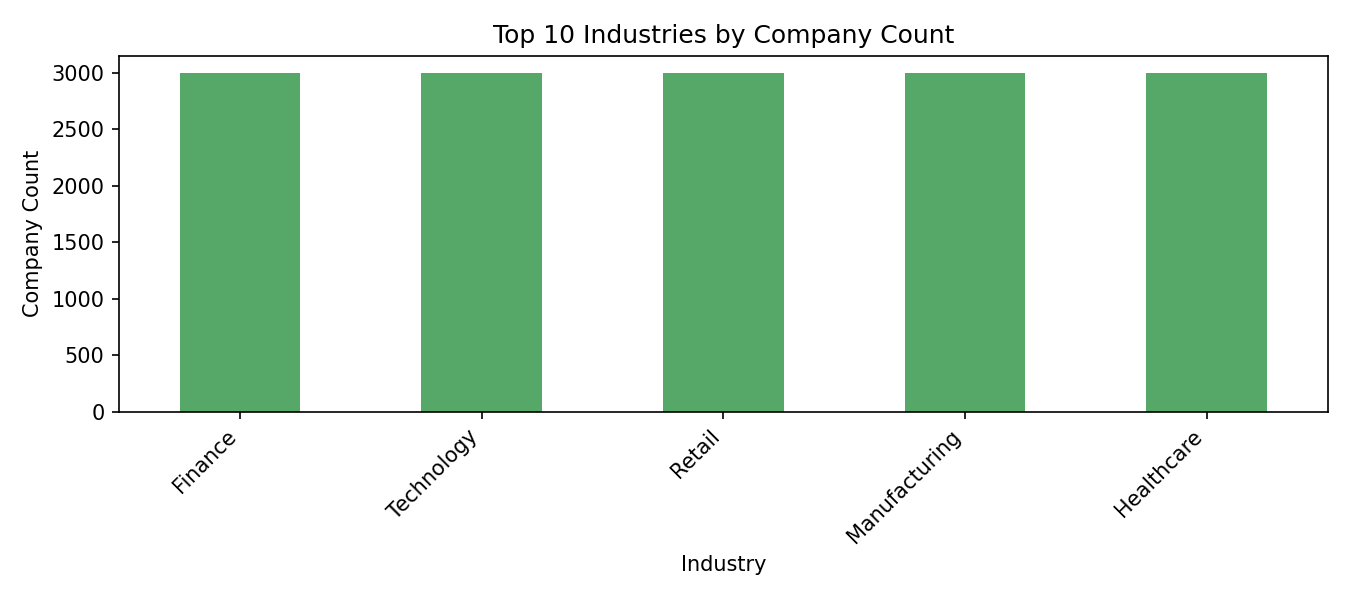 Top 10 Industries by Company Count
Company Count
3000
2500
2000
1500
1000
500
0
Finance
Technology
Retail
Manufacturing
Healthcare
Industry